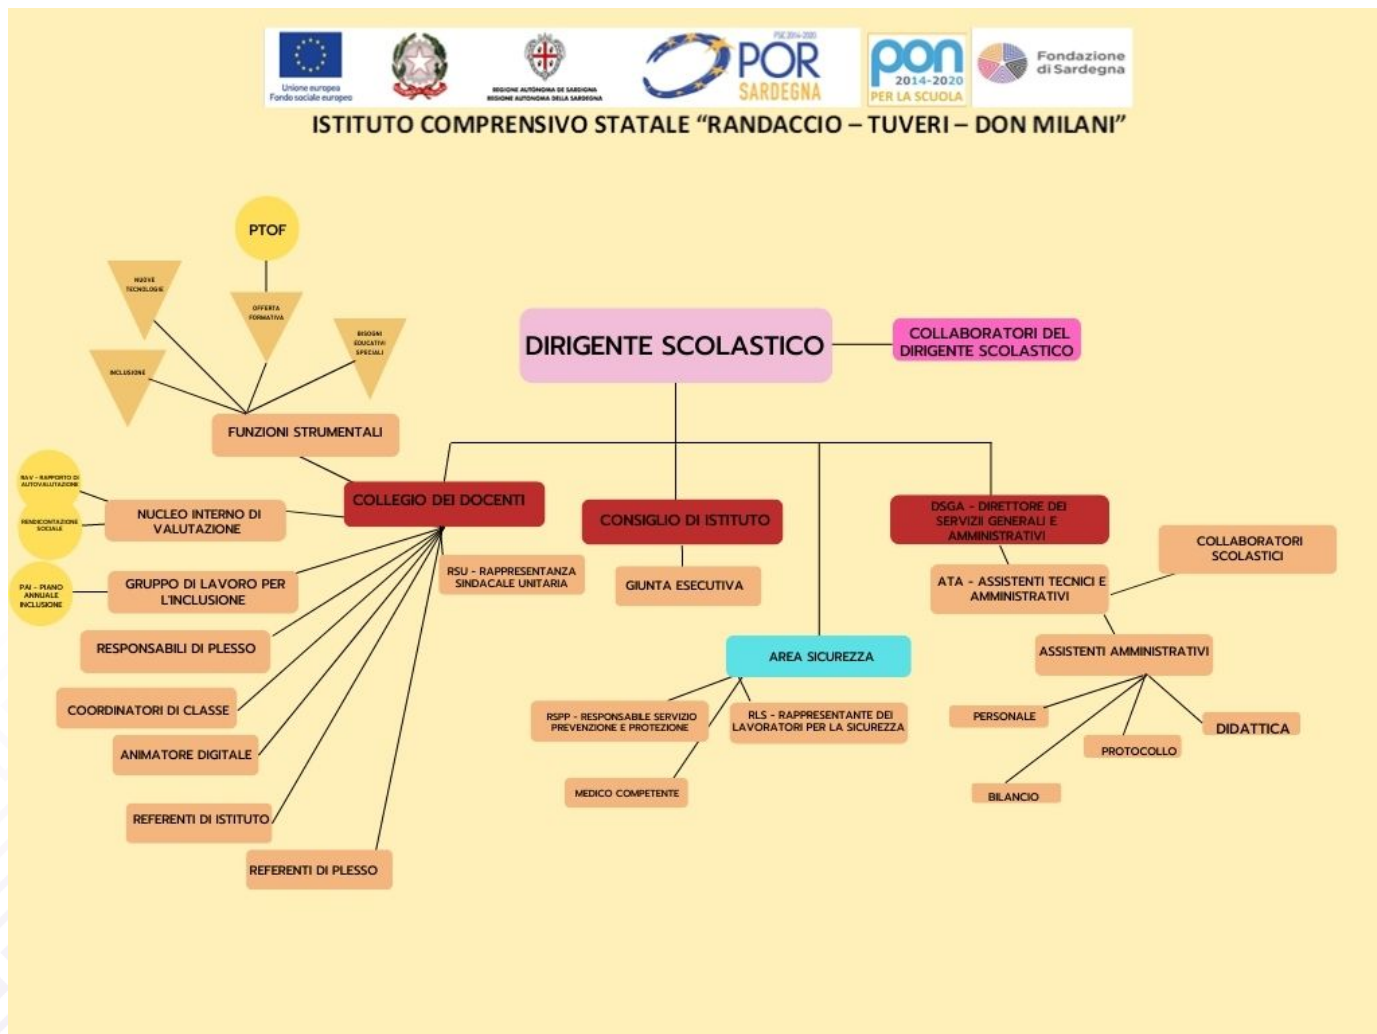 Unione europea
Fondo sociale europeo
REGIONE AUTÒNOMA DE SARDIGNA
REGIONE AUTONOMA DELLA SARDEGNA
FSC 2014-2020
POR
SARDEGNA
pon
2014-2020
PER LA SCUOLA
Fondazione
di Sardegna
ISTITUTO COMPRENSIVO STATALE “RANDACCIO – TUVERI – DON MILANI”
PTOF
NUOVE
TECNOLOGIE
OFFERTA
FORMATIVA
BISOGNI
EDUCATIVI
SPECIALI
INCLUSIONE
DIRIGENTE SCOLASTICO
COLLABORATORI DEL
DIRIGENTE SCOLASTICO
FUNZIONI STRUMENTALI
RAV - RAPPORTO DI
AUTOVALUTAZIONE
RENDICONTAZIONE
SOCIALE
NUCLEO INTERNO DI
VALUTAZIONE
COLLEGIO DEI DOCENTI
CONSIGLIO DI ISTITUTO
DSGA - DIRETTORE DEI
SERVIZII GENERALI E
AMMINISTRATIVI
COLLABORATORI
SCOLASTICI
PAI - PIANO
ANNUALE
INCLUSIONE
GRUPPO DI LAVORO PER
L'INCLUSIONE
RSU - RAPPRESENTANZA
SINDACALE UNITARIA
GIUNTA ESECUTIVA
ATA - ASSISTENTI TECNICI E
AMMINISTRATIVI
RESPONSABILI DI PLESSO
AREA SICUREZZA
ASSISTENTI AMMINISTRATIVI
COORDINATORI DI CLASSE
RSPP - RESPONSABILE SERVIZIO
PREVENZIONE E PROTEZIONE
RLS - RAPPRESENTANTE DEI
LAVORATORI PER LA SICUREZZA
PERSONALE
DIDATTICA
ANIMATORE DIGITALE
PROTOCOLLO
MEDICO COMPETENTE
BILANCIO
REFERENTI DI ISTITUTO
REFERENTI DI PLESSO